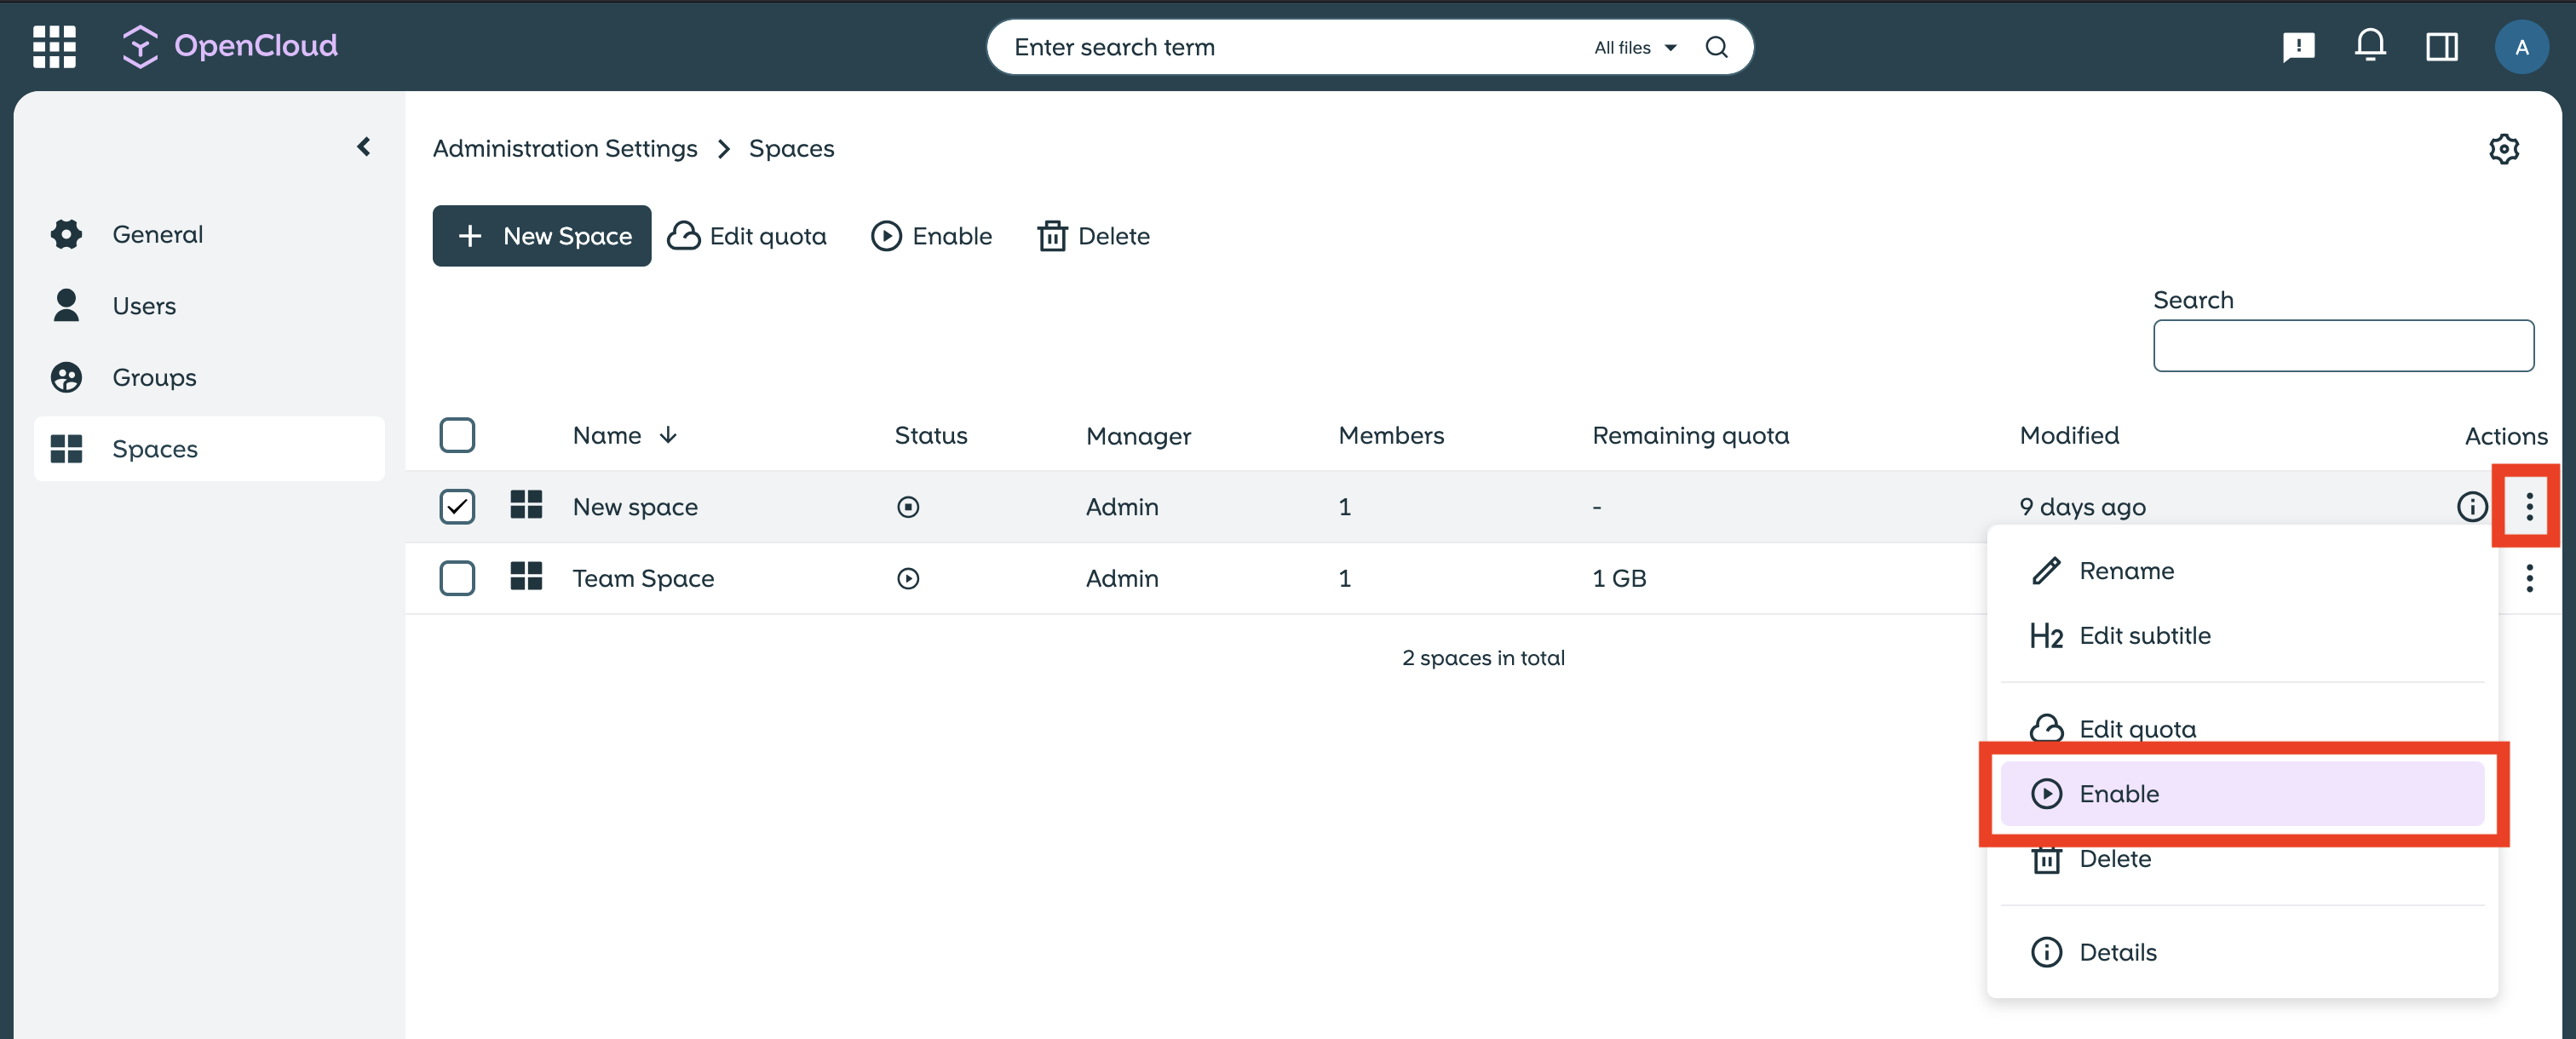 OpenCloud
Enter search term All files
A
Administration Settings > Spaces
General
Users
Groups
Spaces
+ New Space Edit quota Enable Delete
Search
Name ↓ Status Manager Members Remaining quota Modified Actions
New space Admin 1 - 9 days ago
Team Space Admin 1 1 GB
2 spaces in total
Rename
H2 Edit subtitle
Edit quota
Enable
Delete
Details